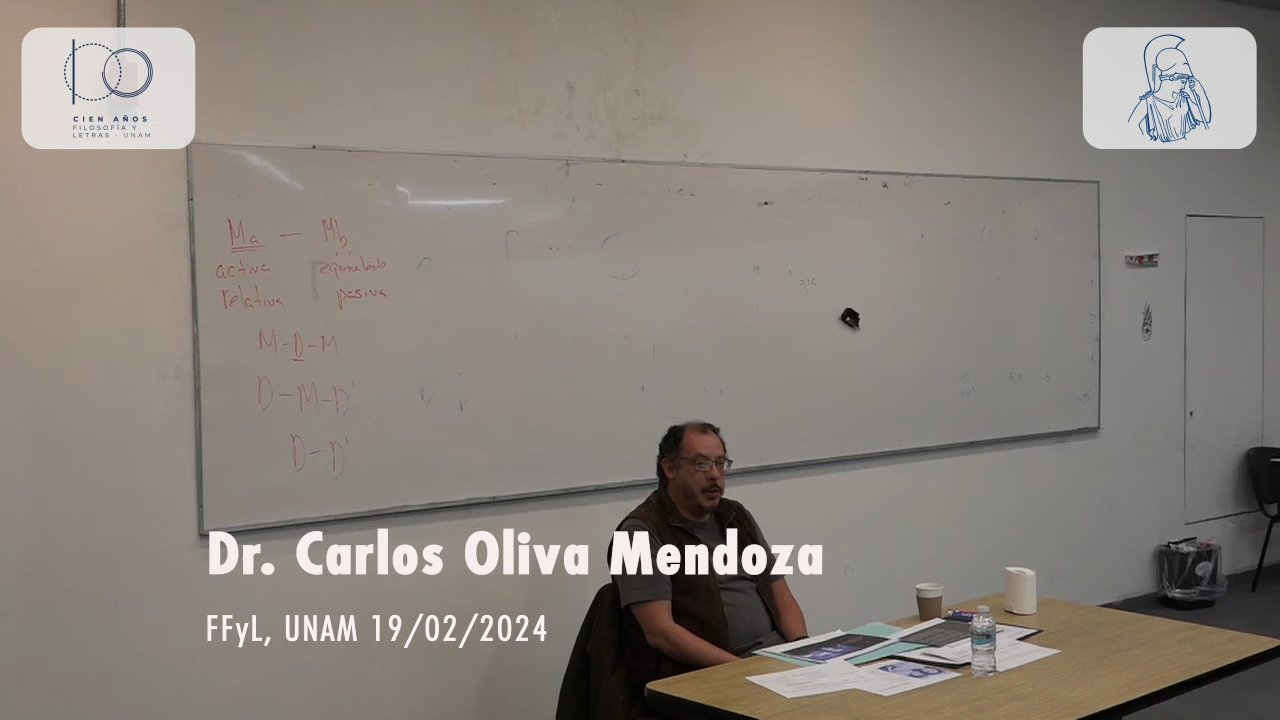 CIEN AÑOS
FILOSOFÍA Y
LETRAS - UNAM
Ma — Mb
activa equivalente
relativa pasiva
M-D-M
D-M-D'
D-D'
Dr. Carlos Oliva Mendoza
FFyL, UNAM 19/02/2024